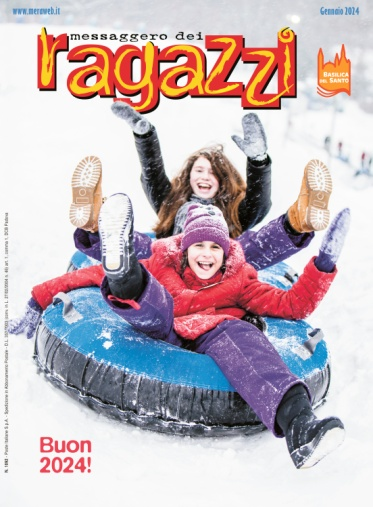 www.meraweb.it
Gennaio 2024
messaggero dei
ragazzi
BASILICA
DEL SANTO
Buon
2024!